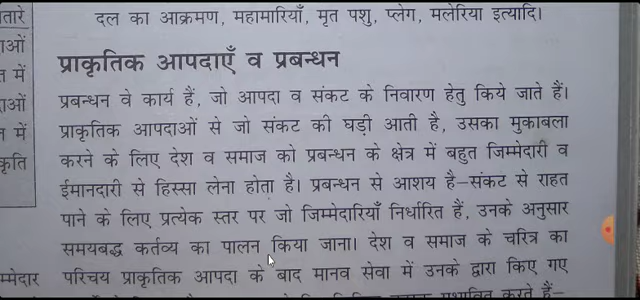 तारे
दल का आक्रमण, महामारियाँ, मृत पशु, प्लेग, मलेरिया इत्यादि।
प्राकृतिक आपदाएँ व प्रबन्धन
प्रबन्धन वे कार्य हैं, जो आपदा व संकट के निवारण हेतु किये जाते हैं।
प्राकृतिक आपदाओं से जो संकट की घड़ी आती है, उसका मुकाबला
करने के लिए देश व समाज को प्रबन्धन के क्षेत्र में बहुत जिम्मेदारी व
ईमानदारी से हिस्सा लेना होता है। प्रबन्धन से आशय है–संकट से राहत
पाने के लिए प्रत्येक स्तर पर जो जिम्मेदारियाँ निर्धारित हैं, उनके अनुसार
समयबद्ध कर्तव्य का पालन किया जाना। देश व समाज के चरित्र का
म्मेदार परिचय प्राकृतिक आपदा के बाद मानव सेवा में उनके द्वारा किए गए
करते हैं–